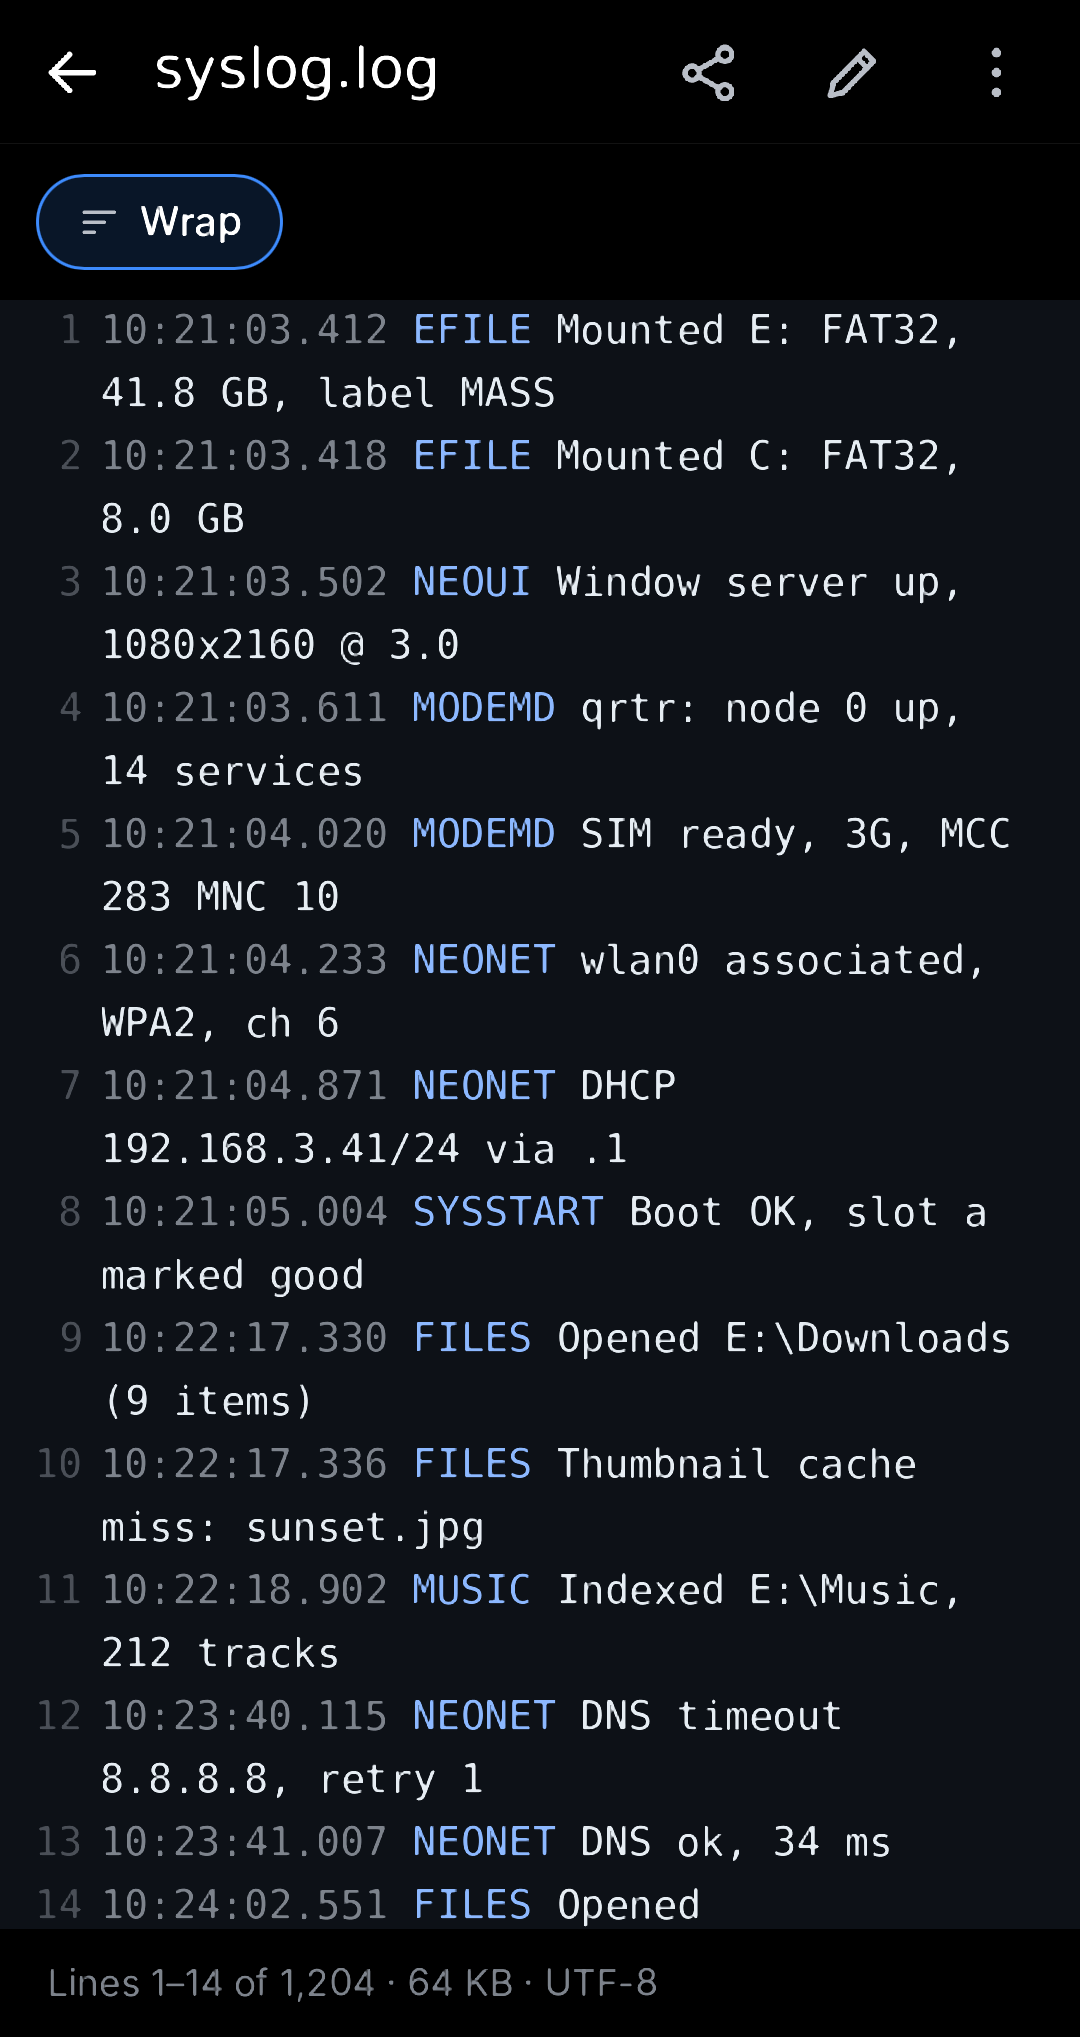 syslog.log
Wrap
1 10:21:03.412 EFILE Mounted E: FAT32,
41.8 GB, label MASS
2 10:21:03.418 EFILE Mounted C: FAT32,
8.0 GB
3 10:21:03.502 NEOUI Window server up,
1080x2160 @ 3.0
4 10:21:03.611 MODEMD qrtr: node 0 up,
14 services
5 10:21:04.020 MODEMD SIM ready, 3G, MCC
283 MNC 10
6 10:21:04.233 NEONET wlan0 associated,
WPA2, ch 6
7 10:21:04.871 NEONET DHCP
192.168.3.41/24 via .1
8 10:21:05.004 SYSSTART Boot OK, slot a
marked good
9 10:22:17.330 FILES Opened E:\Downloads
(9 items)
10 10:22:17.336 FILES Thumbnail cache
miss: sunset.jpg
11 10:22:18.902 MUSIC Indexed E:\Music,
212 tracks
12 10:23:40.115 NEONET DNS timeout
8.8.8.8, retry 1
13 10:23:41.007 NEONET DNS ok, 34 ms
14 10:24:02.551 FILES Opened
Lines 1–14 of 1,204 · 64 KB · UTF-8